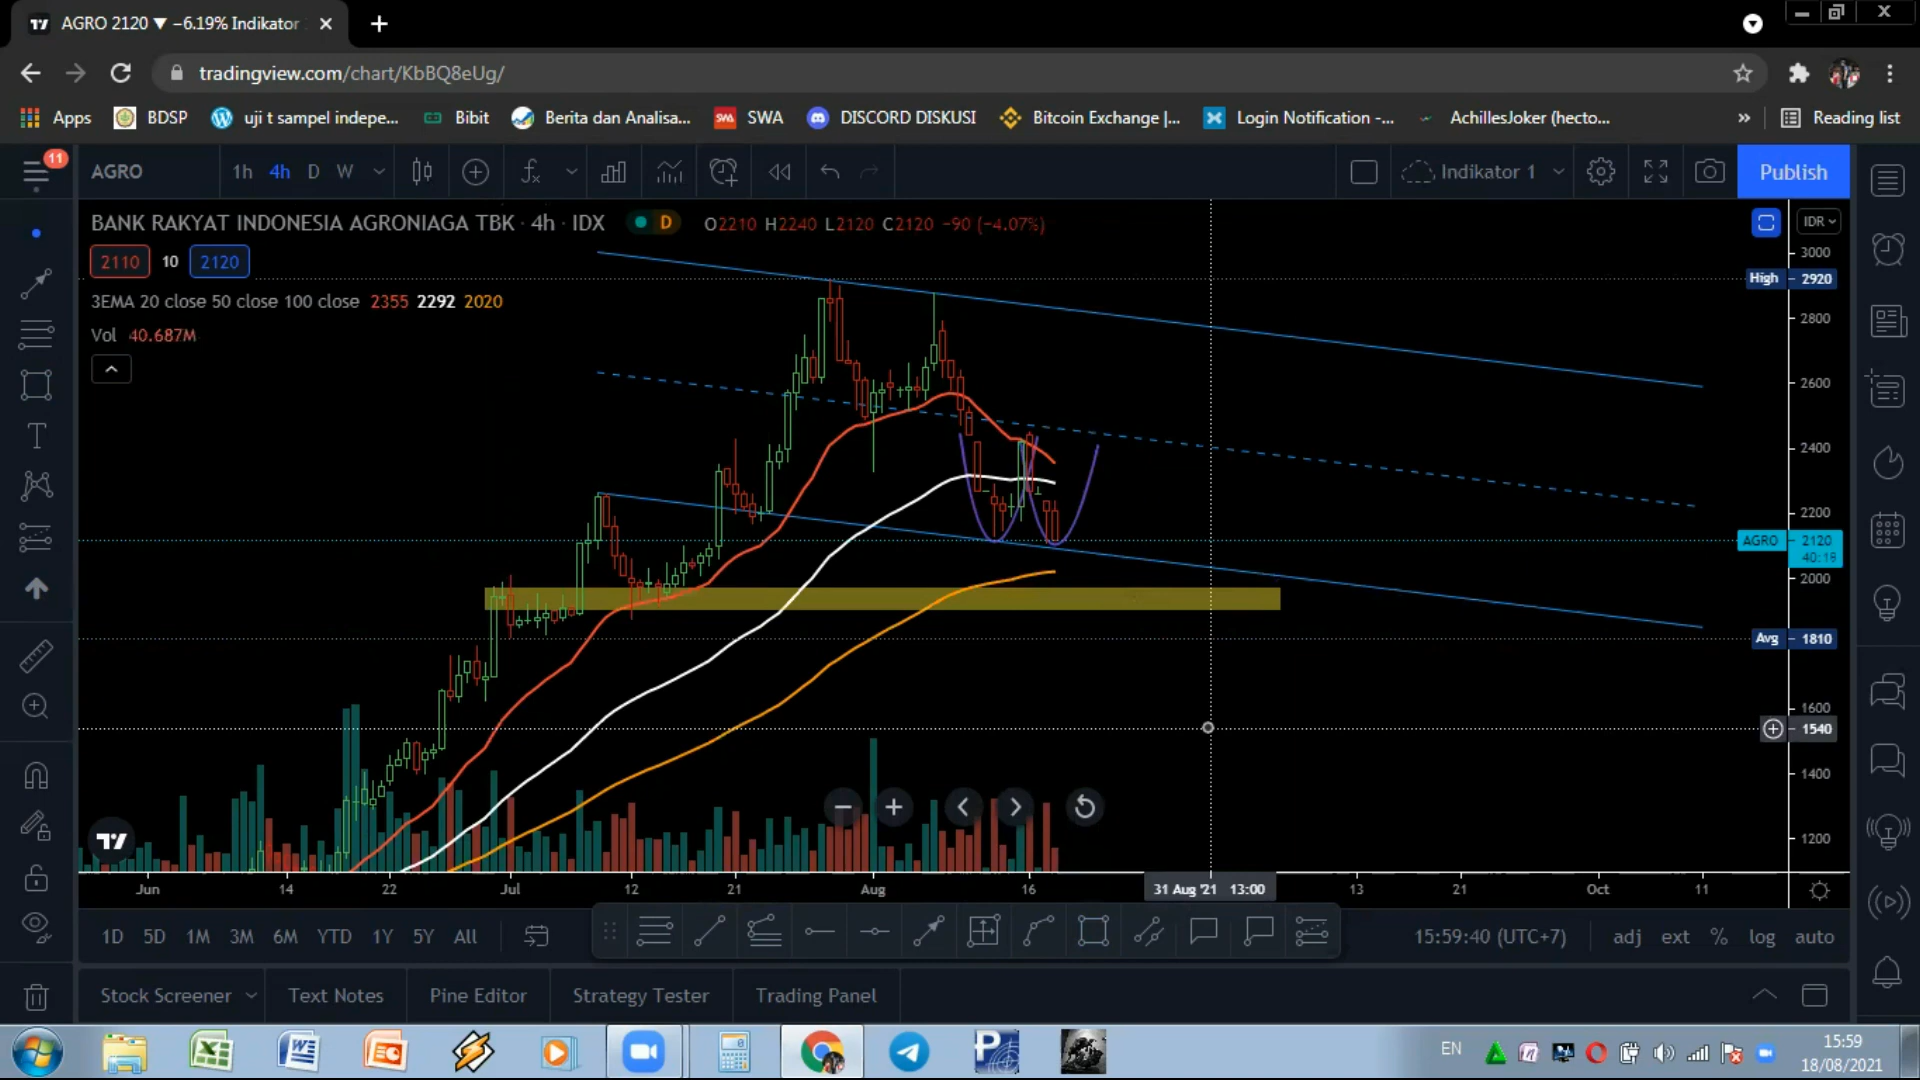 AGRO 2120 ▼ −6.19% Indikator
tradingview.com/chart/KbBQ8eUg/
Apps BDSP uji t sampel indepe... Bibit Berita dan Analisa... SWA DISCORD DISKUSI Bitcoin Exchange |... Login Notification -... AchillesJoker (hecto... » Reading list
11
AGRO 1h 4h D W Indikator 1 Publish
BANK RAKYAT INDONESIA AGRONIAGA TBK · 4h · IDX D O2210 H2240 L2120 C2120 −90 (−4.07%)
IDR
2110 10 2120
3EMA 20 close 50 close 100 close 2355 2292 2020
Vol 40.687M
3000
High 2920
2800
2600
2400
2200
AGRO 2120
40:18
2000
Avg 1810
1600
1540
1400
1200
Jun 14 22 Jul 12 21 Aug 16 31 Aug '21 13:00 13 21 Oct 11
1D 5D 1M 3M 6M YTD 1Y 5Y All 15:59:40 (UTC+7) adj ext % log auto
Stock Screener Text Notes Pine Editor Strategy Tester Trading Panel
EN 15:59
18/08/2021